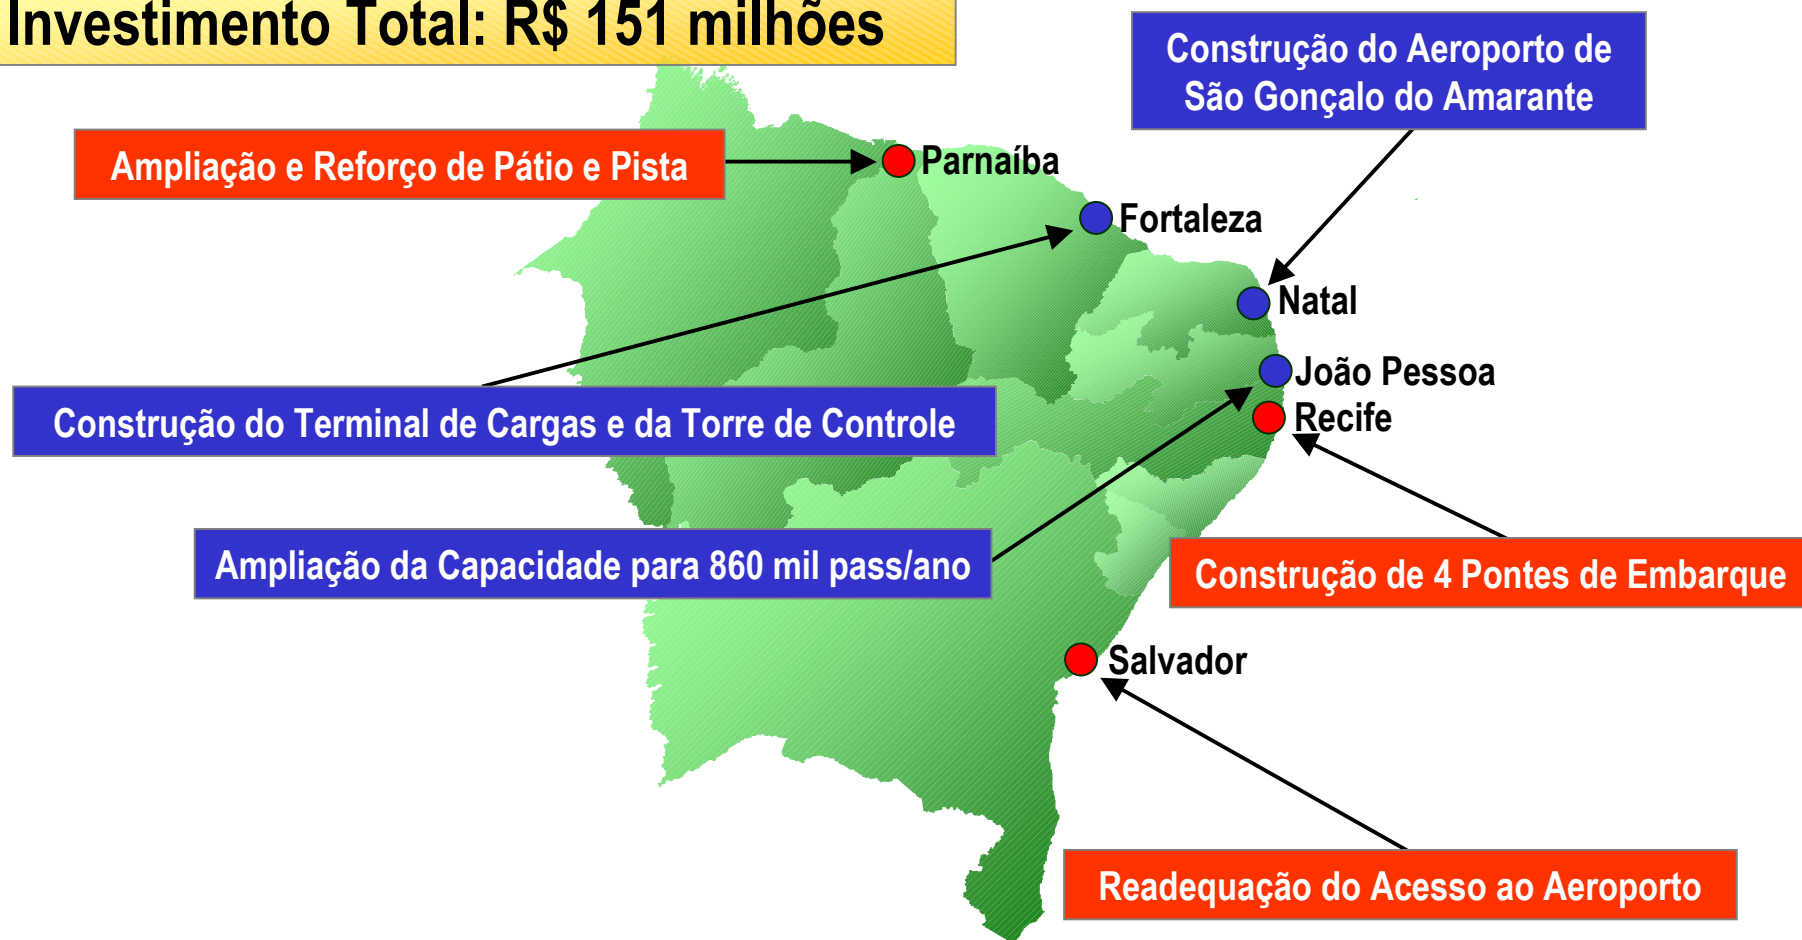 Investimento Total: R$ 151 milhões
Construção do Aeroporto de
São Gonçalo do Amarante
Ampliação e Reforço de Pátio e Pista
Parnaíba
Fortaleza
Natal
João Pessoa
Recife
Construção do Terminal de Cargas e da Torre de Controle
Ampliação da Capacidade para 860 mil pass/ano
Construção de 4 Pontes de Embarque
Salvador
Readequação do Acesso ao Aeroporto